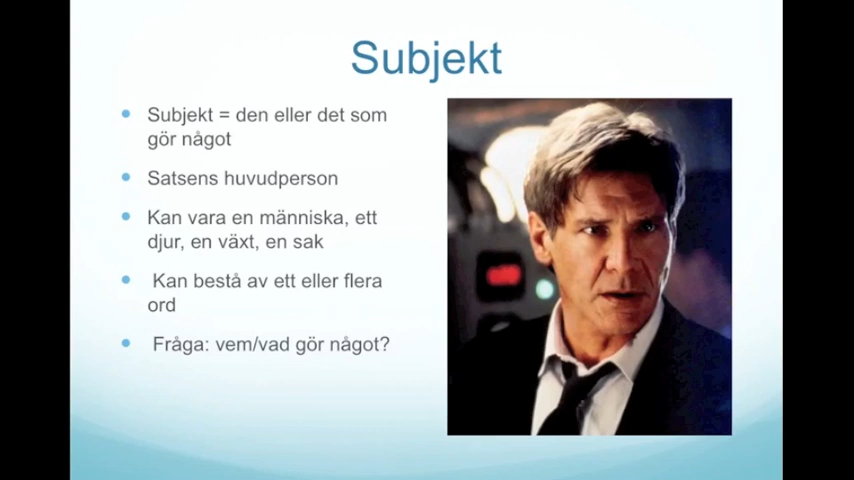 Subjekt
Subjekt = den eller det som
gör något
Satsens huvudperson
Kan vara en människa, ett
djur, en växt, en sak
Kan bestå av ett eller flera
ord
Fråga: vem/vad gör något?